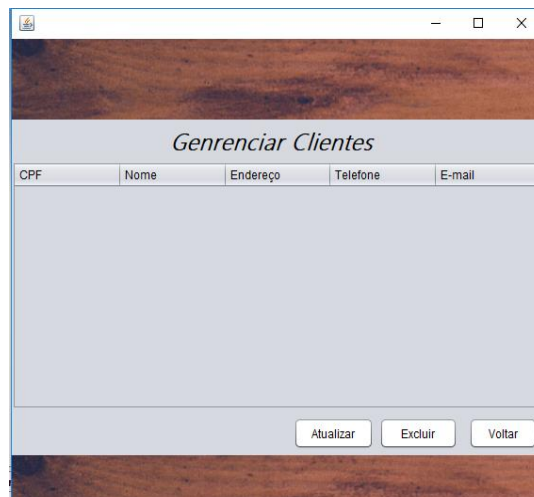 Genrenciar Clientes
CPF Nome Endereço Telefone E-mail
Atualizar Excluir Voltar